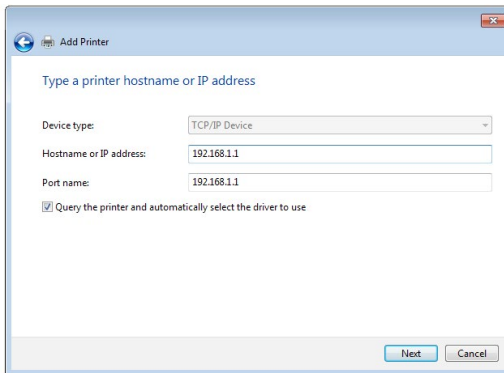 Add Printer
Type a printer hostname or IP address
Device type: TCP/IP Device
Hostname or IP address: 192.168.1.1
Port name: 192.168.1.1
Query the printer and automatically select the driver to use
Next Cancel